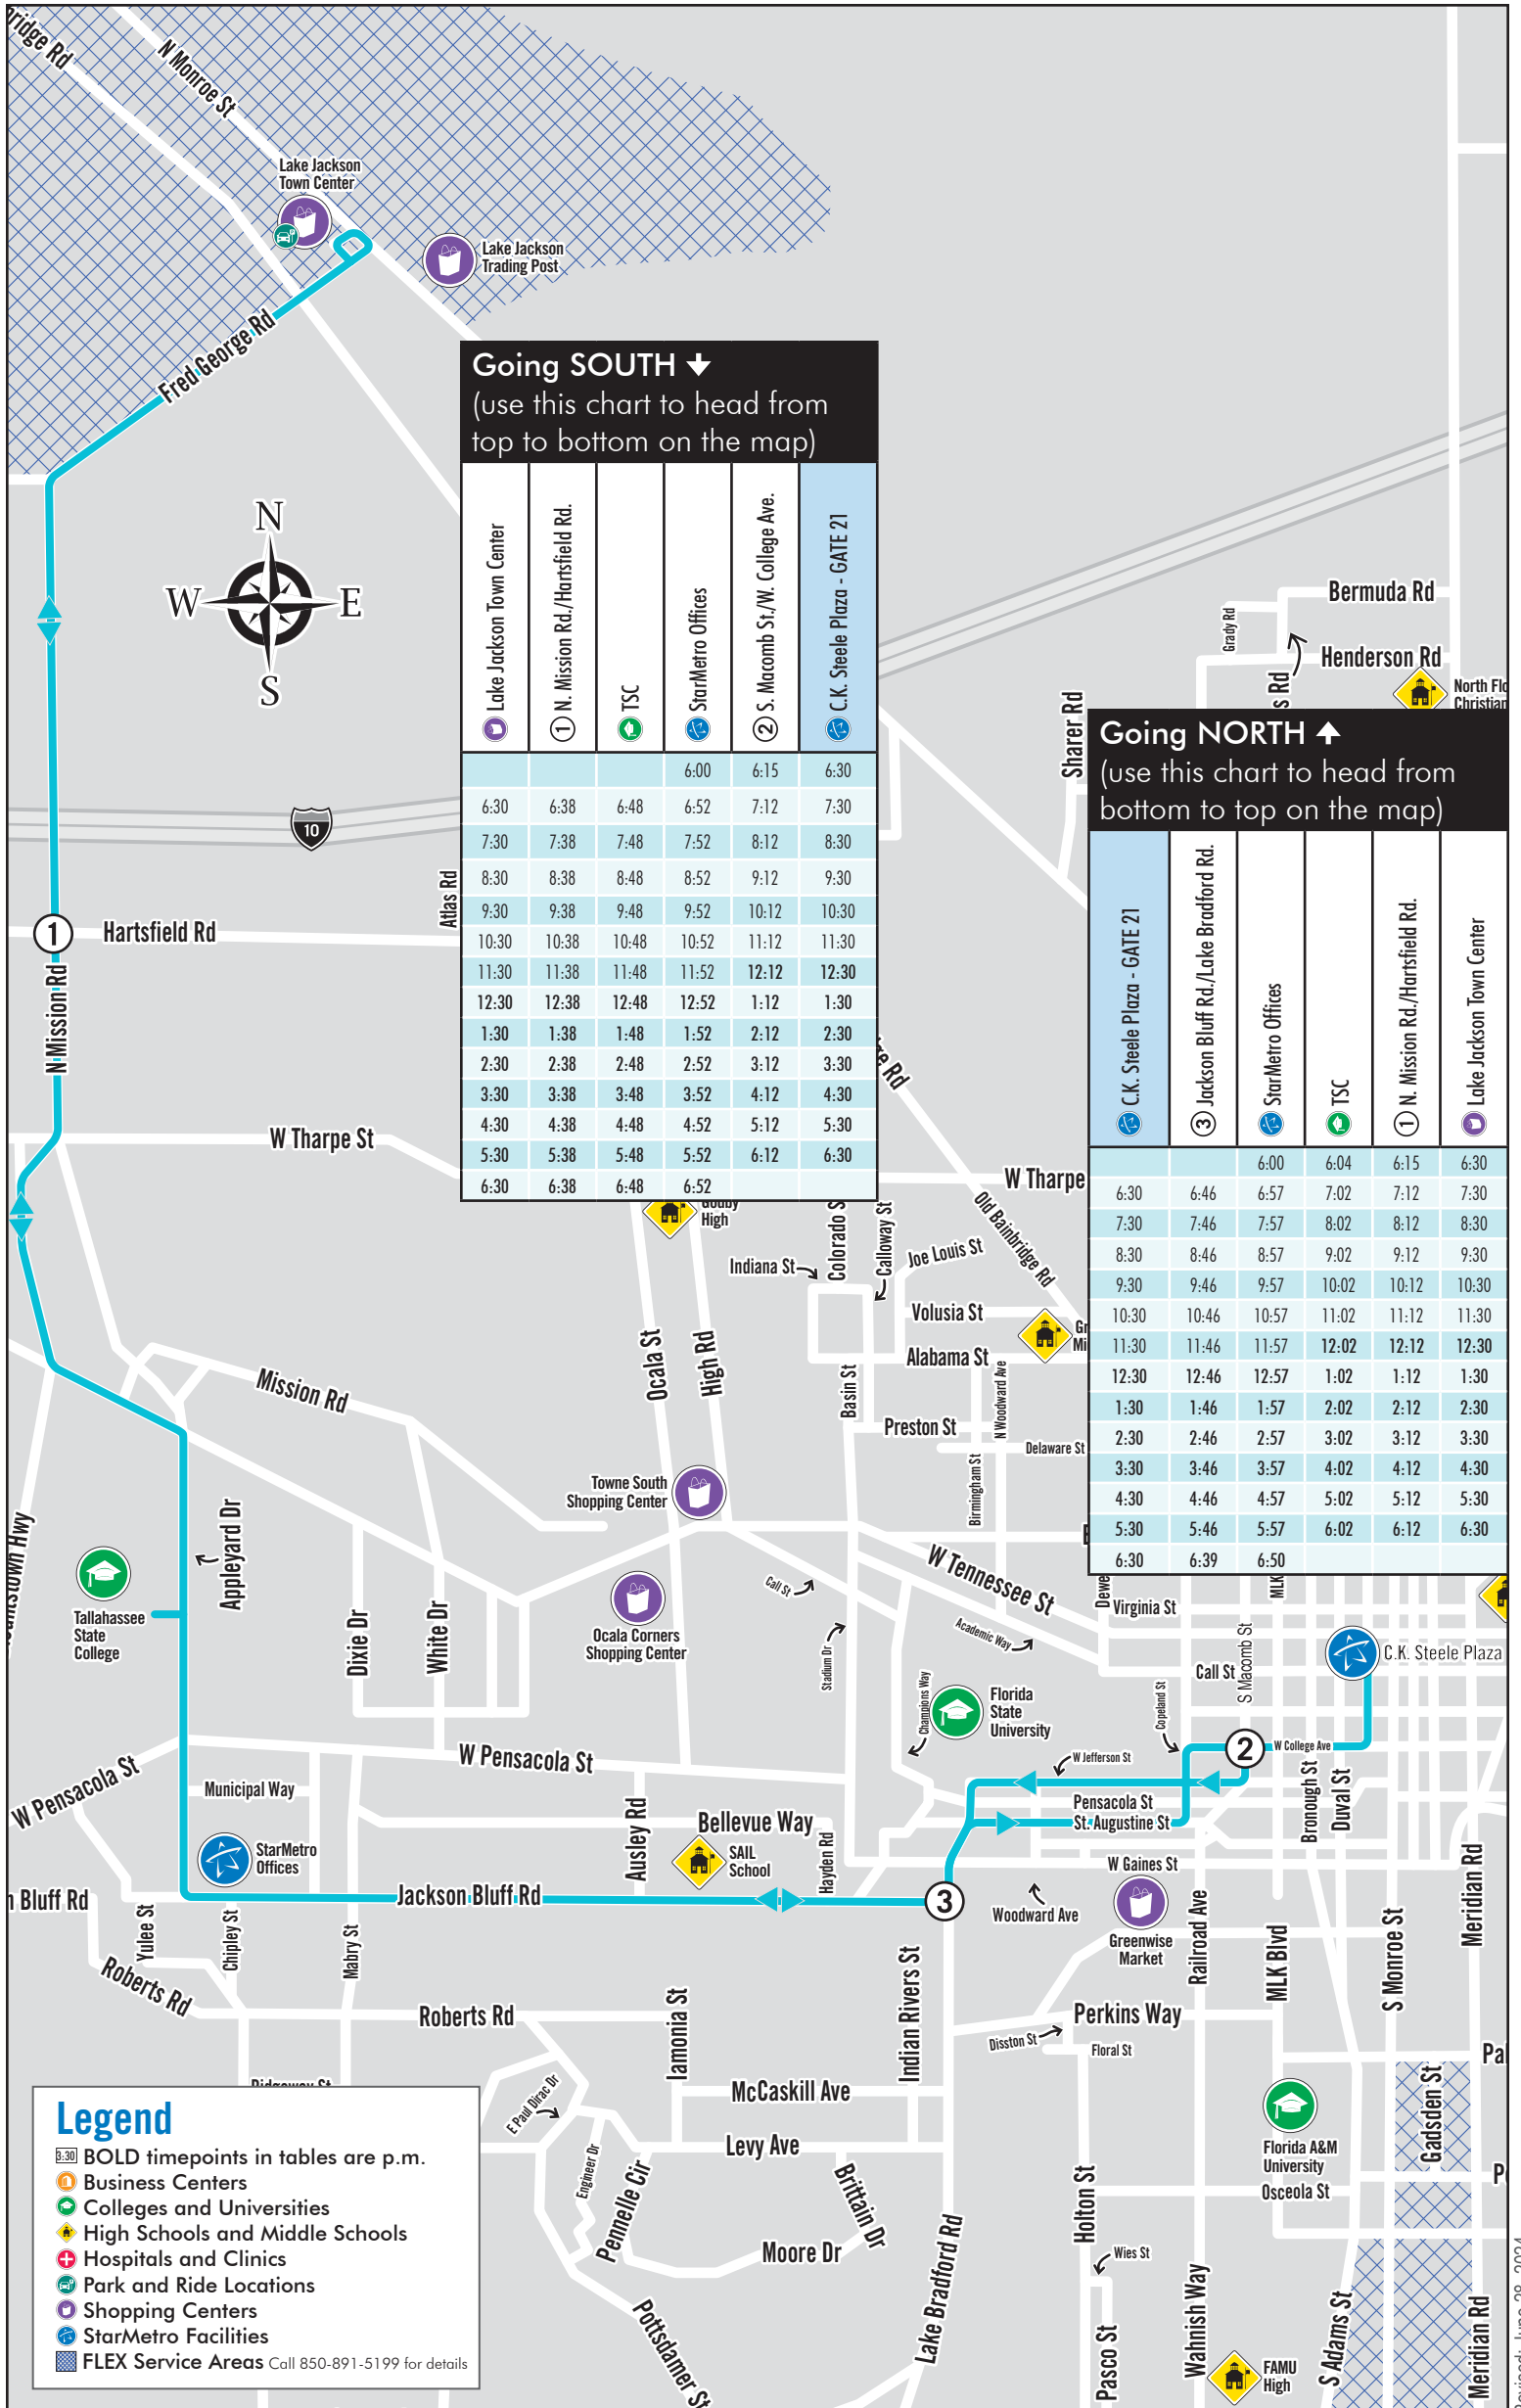 N Monroe St
Lake Jackson
Town Center
Lake Jackson
Trading Post
Fred George Rd
Going SOUTH
(use this chart to head from
top to bottom on the map)
Lake Jackson Town Center
1 N. Mission Rd./Hartsfield Rd.
TSC
StarMetro Offices
2 S. Macomb St./W. College Ave.
C.K. Steele Plaza - GATE 21
6:00 6:15 6:30
6:30 6:38 6:48 6:52 7:12 7:30
7:30 7:38 7:48 7:52 8:12 8:30
8:30 8:38 8:48 8:52 9:12 9:30
9:30 9:38 9:48 9:52 10:12 10:30
10:30 10:38 10:48 10:52 11:12 11:30
11:30 11:38 11:48 11:52 12:12 12:30
12:30 12:38 12:48 12:52 1:12 1:30
1:30 1:38 1:48 1:52 2:12 2:30
2:30 2:38 2:48 2:52 3:12 3:30
3:30 3:38 3:48 3:52 4:12 4:30
4:30 4:38 4:48 4:52 5:12 5:30
5:30 5:38 5:48 5:52 6:12 6:30
6:30 6:38 6:48 6:52
N
W
E
S
10
Bermuda Rd
Grady Rd
Henderson Rd
Sharer Rd
Going NORTH
(use this chart to head from
bottom to top on the map)
C.K. Steele Plaza - GATE 21
3 Jackson Bluff Rd./Lake Bradford Rd.
StarMetro Offices
TSC
1 N. Mission Rd./Hartsfield Rd.
Lake Jackson Town Center
6:00 6:04 6:15 6:30
6:30 6:46 6:57 7:02 7:12 7:30
7:30 7:46 7:57 8:02 8:12 8:30
8:30 8:46 8:57 9:02 9:12 9:30
9:30 9:46 9:57 10:02 10:12 10:30
10:30 10:46 10:57 11:02 11:12 11:30
11:30 11:46 11:57 12:02 12:12 12:30
12:30 12:46 12:57 1:02 1:12 1:30
1:30 1:46 1:57 2:02 2:12 2:30
2:30 2:46 2:57 3:02 3:12 3:30
3:30 3:46 3:57 4:02 4:12 4:30
4:30 4:46 4:57 5:02 5:12 5:30
5:30 5:46 5:57 6:02 6:12 6:30
6:30 6:39 6:50
Atlas Rd
1
Hartsfield Rd
N Mission Rd
W Tharpe St
W Tharpe
High
Indiana St
Calloway St
Joe Louis St
Old Bainbridge Rd
Volusia St
Alabama St
Ocala St
High Rd
Basin St
N Woodward Ave
Mission Rd
Preston St
Delaware St
Birmingham St
Towne South
Shopping Center
Appleyard Dr
W Tennessee St
Call St
Academic Way
Virginia St
MLK
Tallahassee
State
College
Dixie Dr
White Dr
Ocala Corners
Shopping Center
Stadium Dr
Champions Way
Florida
State
University
Call St
Copeland St
S Macomb St
C.K. Steele Plaza
2
W College Ave
W Pensacola St
W Pensacola St
W Jefferson St
Municipal Way
Pensacola St
St. Augustine St
Bronough St
Duval St
Ausley Rd
Bellevue Way
StarMetro
Offices
SAIL
School
Hayden Rd
W Gaines St
Jackson Bluff Rd
Bluff Rd
3
Woodward Ave
Greenwise
Market
Railroad Ave
MLK Blvd
S Monroe St
Meridian Rd
Yulee St
Chipley St
Mabry St
Roberts Rd
Roberts Rd
Iamonia St
Indian Rivers St
Perkins Way
Disston St
Floral St
McCaskill Ave
E Paul Dirac Dr
Engineer Dr
Levy Ave
Pennelle Cir
Brittain Dr
Moore Dr
Pottsdamer St
Lake Bradford Rd
Holton St
Wies St
Pasco St
Wahnish Way
Florida A&M
University
Osceola St
Gadsden St
S Adams St
FAMU
High
Meridian Rd
Legend
3:30 BOLD timepoints in tables are p.m.
Business Centers
Colleges and Universities
High Schools and Middle Schools
Hospitals and Clinics
Park and Ride Locations
Shopping Centers
StarMetro Facilities
FLEX Service Areas Call 850-891-5199 for details